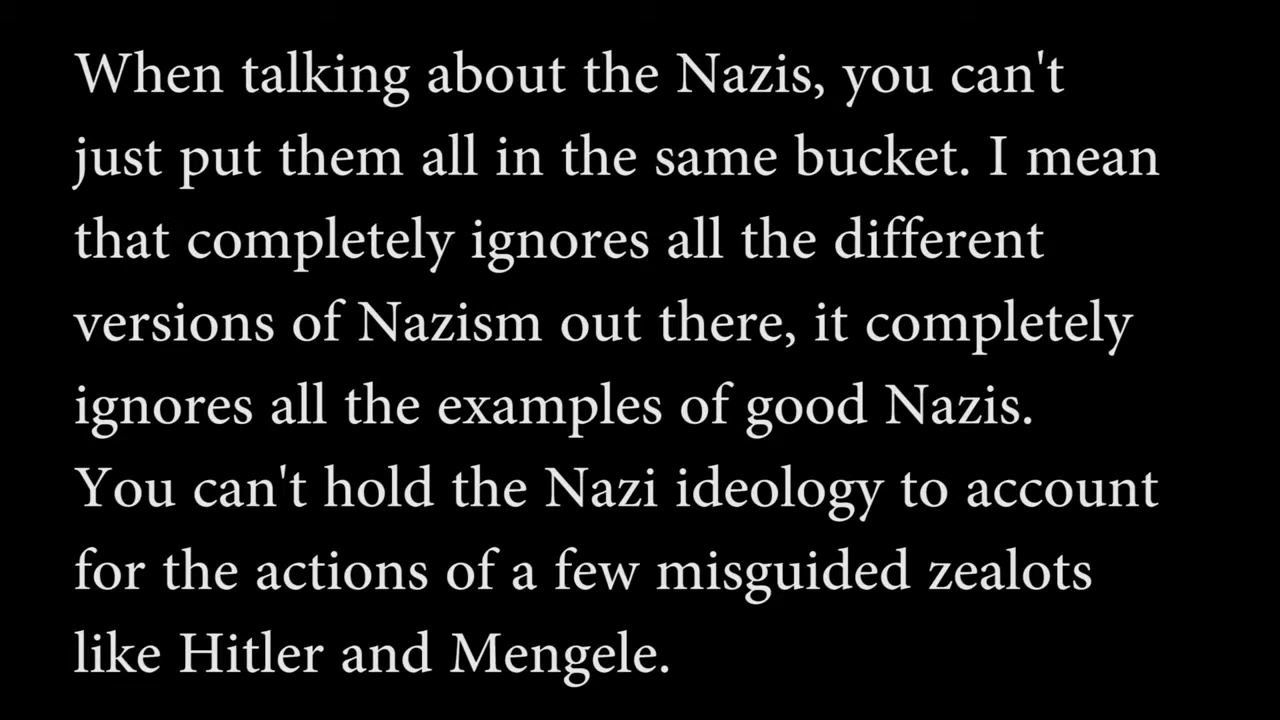 When talking about the Nazis, you can't
just put them all in the same bucket. I mean
that completely ignores all the different
versions of Nazism out there, it completely
ignores all the examples of good Nazis.
You can't hold the Nazi ideology to account
for the actions of a few misguided zealots
like Hitler and Mengele.